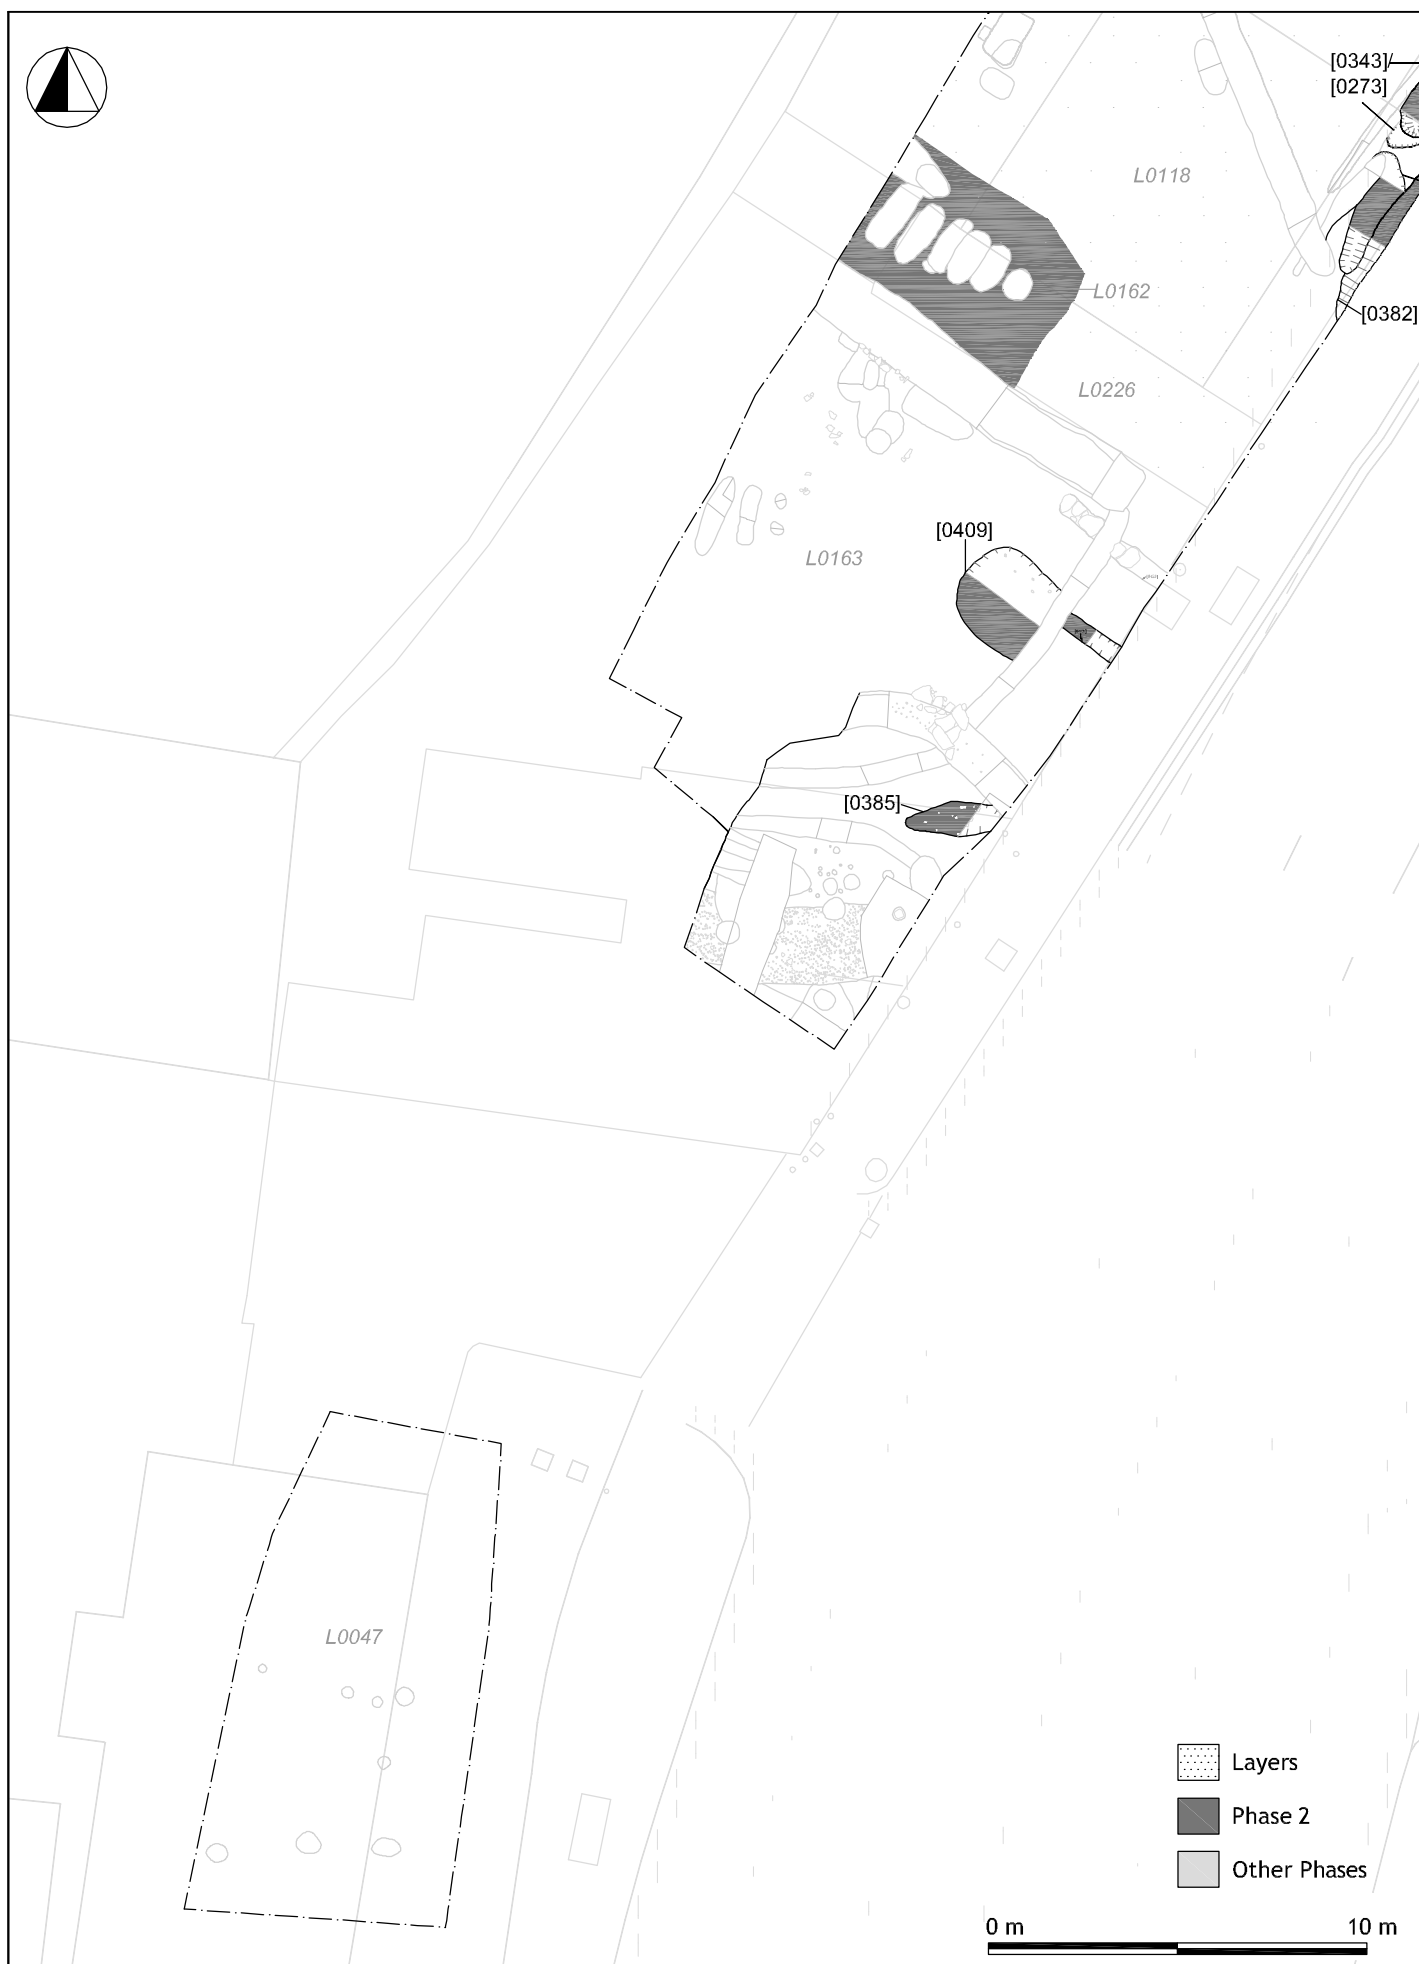 [0343]/
[0273]
L0118
L0162
[0382]
L0226
[0409]
L0163
[0385]
L0047
Layers
Phase 2
Other Phases
0 m
10 m